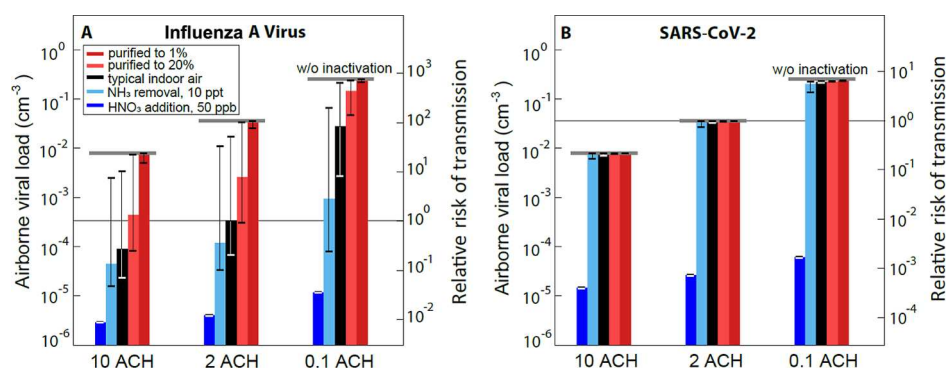 A
Influenza A Virus
Airborne viral load (cm⁻³)
10⁰
10⁻¹
10⁻²
10⁻³
10⁻⁴
10⁻⁵
10⁻⁶
purified to 1%
purified to 20%
typical indoor air
NH₃ removal, 10 ppt
HNO₃ addition, 50 ppb
w/o inactivation
10³
10²
10¹
10⁰
10⁻¹
10⁻²
Relative risk of transmission
10 ACH
2 ACH
0.1 ACH
B
SARS-CoV-2
Airborne viral load (cm⁻³)
10⁰
10⁻¹
10⁻²
10⁻³
10⁻⁴
10⁻⁵
10⁻⁶
w/o inactivation
10¹
10⁰
10⁻¹
10⁻²
10⁻³
10⁻⁴
Relative risk of transmission
10 ACH
2 ACH
0.1 ACH